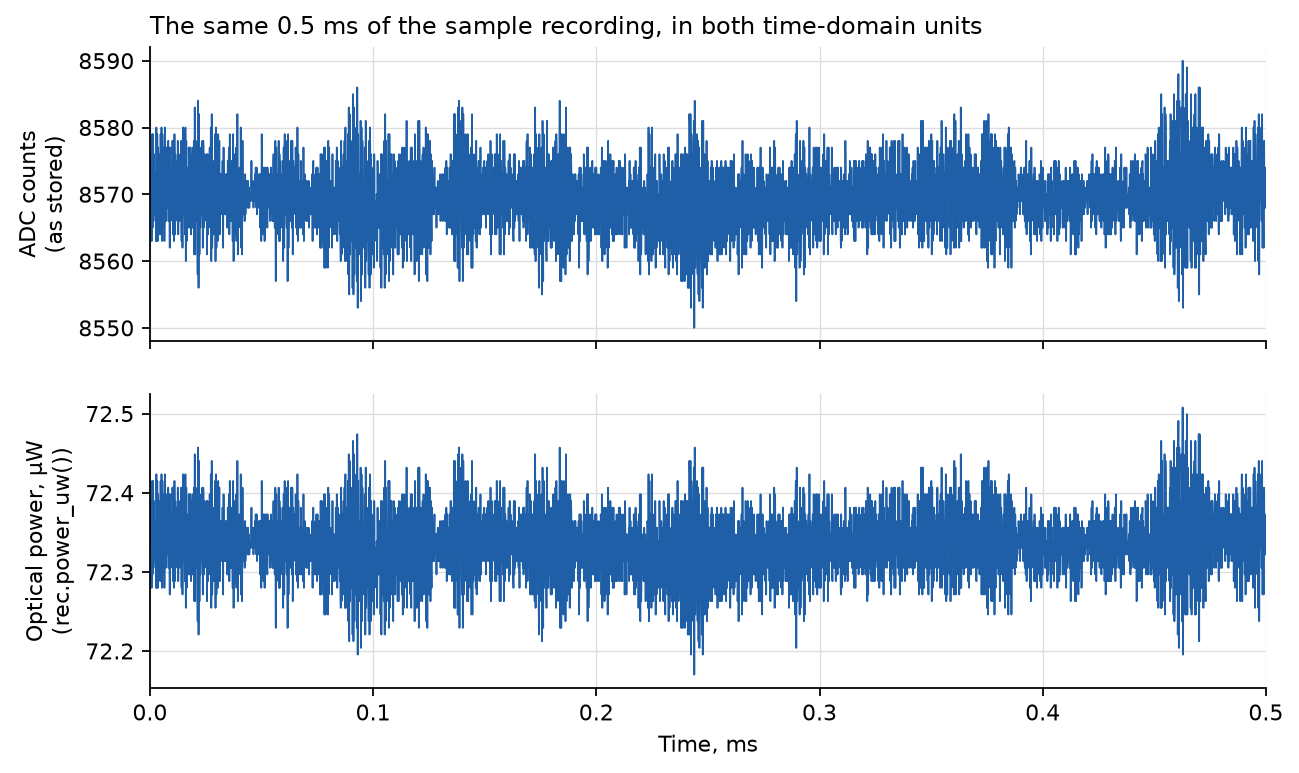 The same 0.5 ms of the sample recording, in both time-domain units
ADC counts
(as stored)
8590
8580
8570
8560
8550
Optical power, µW
(rec.power_uw())
72.5
72.4
72.3
72.2
0.0 0.1 0.2 0.3 0.4 0.5
Time, ms